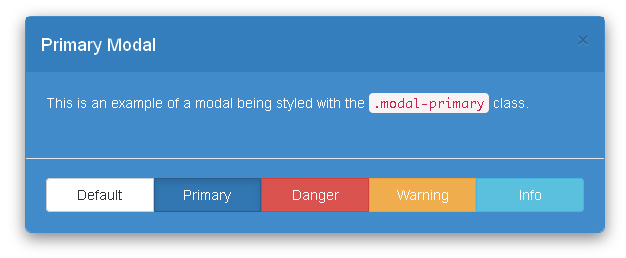 Primary Modal
×
This is an example of a modal being styled with the .modal-primary class.
Default Primary Danger Warning Info